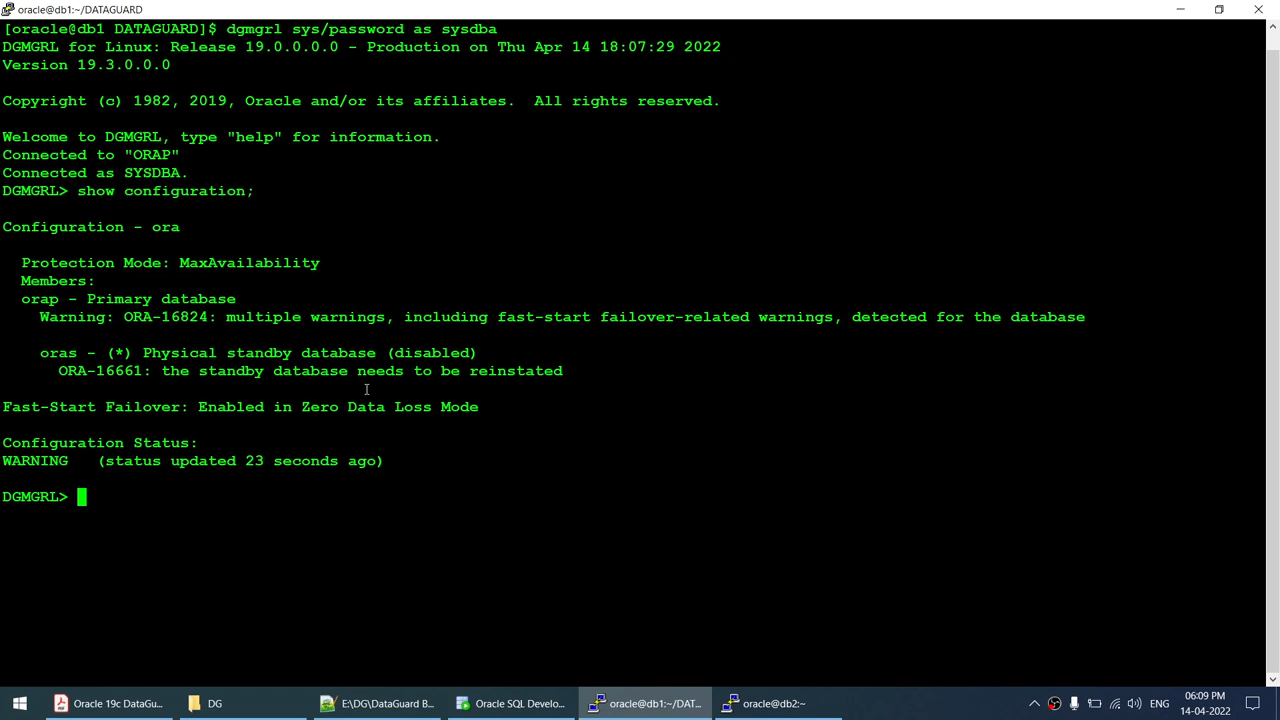 oracle@db1:~/DATAGUARD
[oracle@db1 DATAGUARD]$ dgmgrl sys/password as sysdba
DGMGRL for Linux: Release 19.0.0.0.0 - Production on Thu Apr 14 18:07:29 2022
Version 19.3.0.0.0
Copyright (c) 1982, 2019, Oracle and/or its affiliates.  All rights reserved.
Welcome to DGMGRL, type "help" for information.
Connected to "ORAP"
Connected as SYSDBA.
DGMGRL> show configuration;
Configuration - ora
Protection Mode: MaxAvailability
Members:
orap - Primary database
Warning: ORA-16824: multiple warnings, including fast-start failover-related warnings, detected for the database
oras - (*) Physical standby database (disabled)
ORA-16661: the standby database needs to be reinstated
Fast-Start Failover: Enabled in Zero Data Loss Mode
Configuration Status:
WARNING   (status updated 23 seconds ago)
DGMGRL>
Oracle 19c DataGu...
DG
E:\DG\DataGuard B...
Oracle SQL Develo...
oracle@db1:~/DAT...
oracle@db2:~
ENG
06:09 PM
14-04-2022